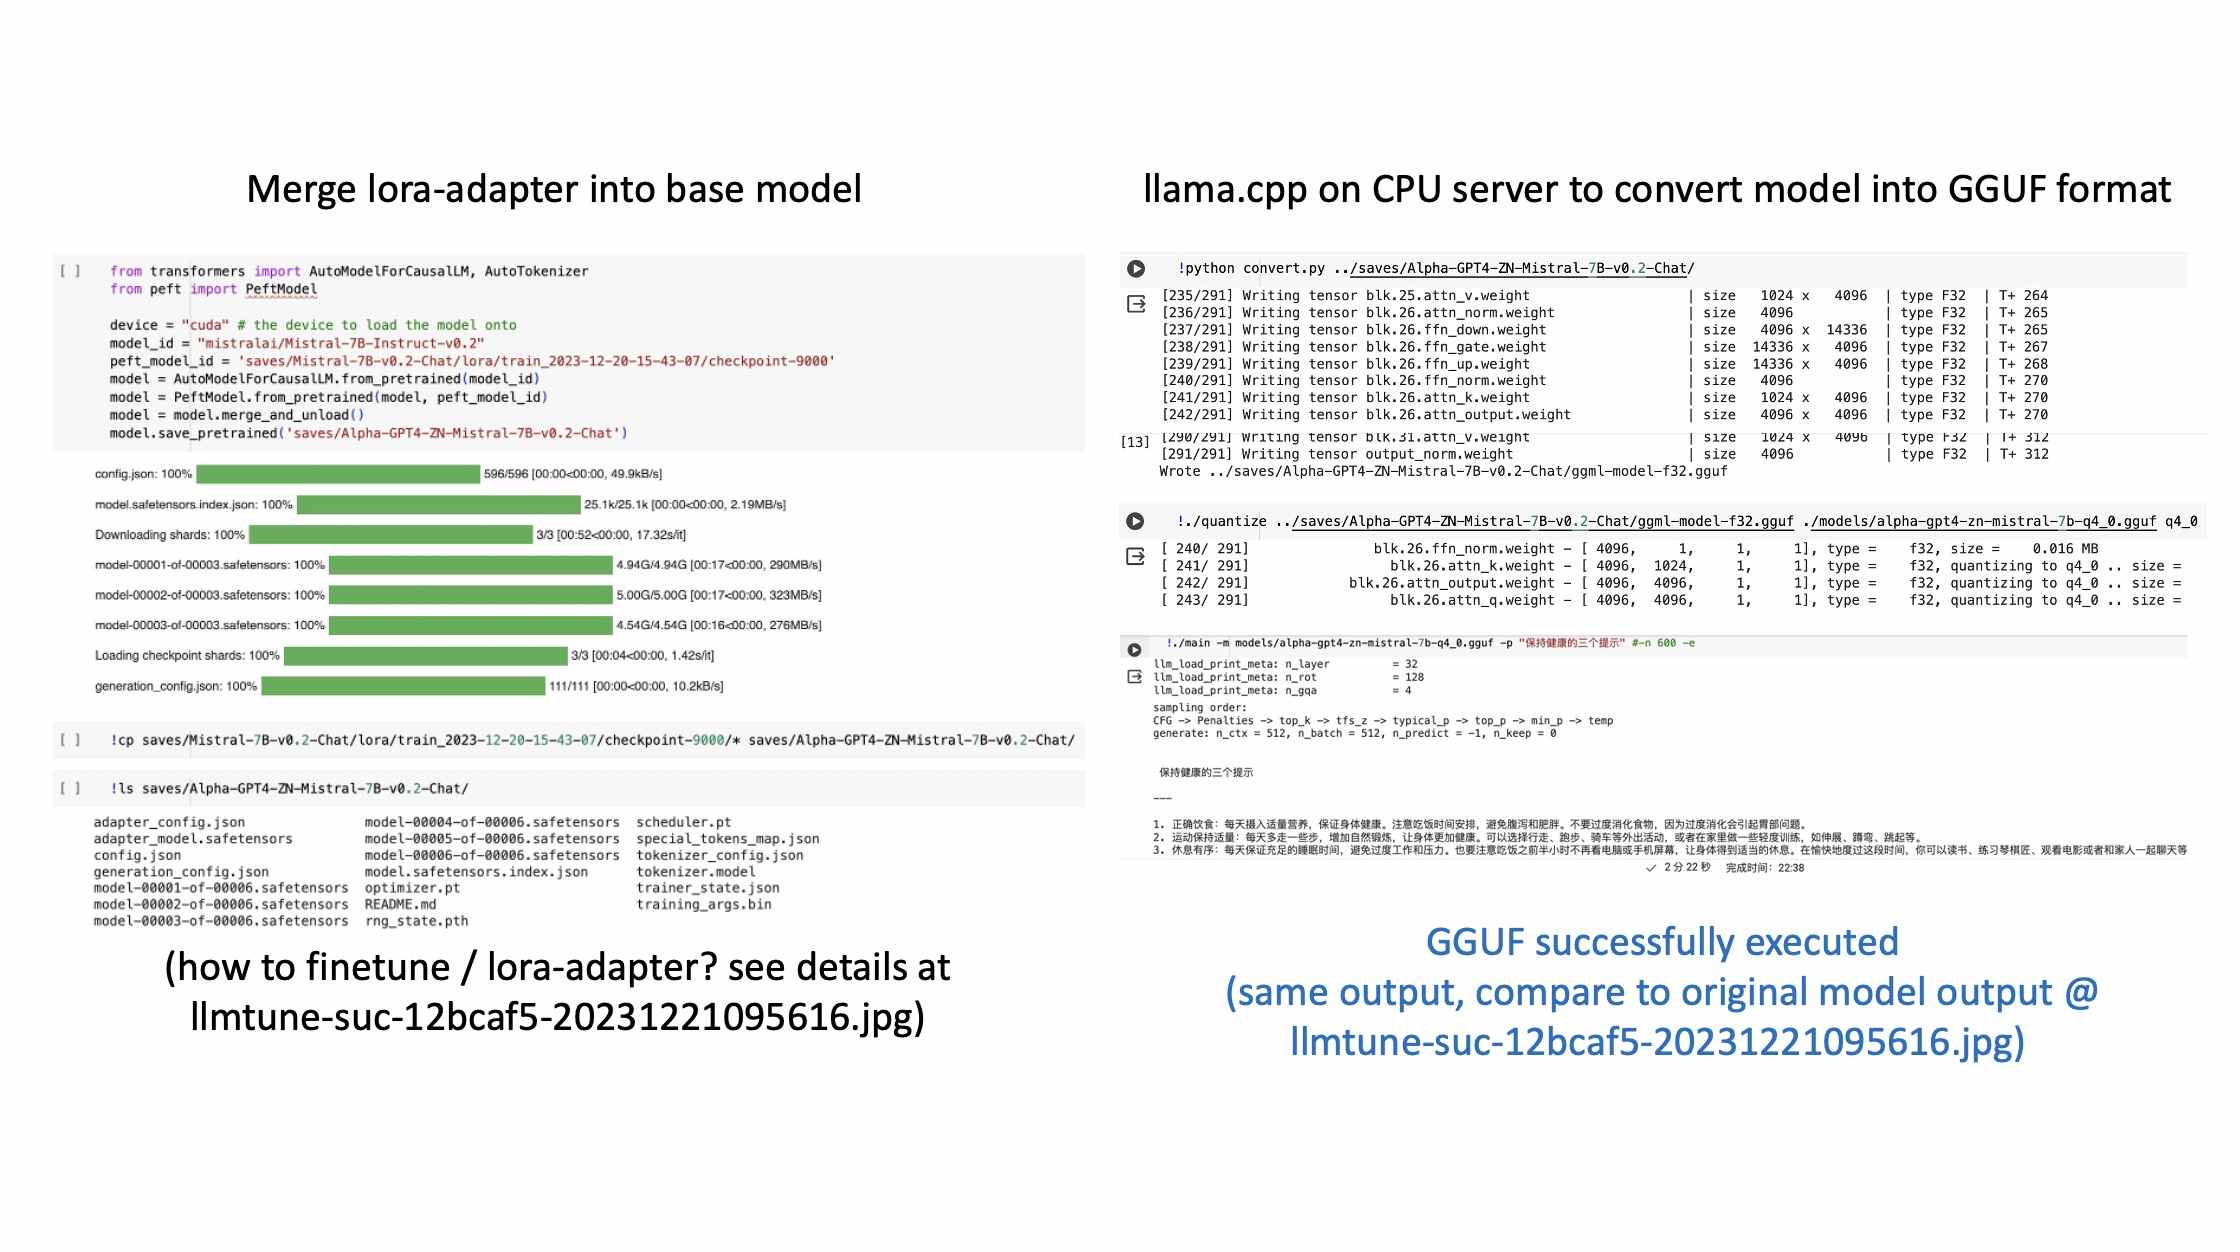 Merge lora-adapter into base model
[ ] from transformers import AutoModelForCausalLM, AutoTokenizer
from peft import PeftModel
device = "cuda" # the device to load the model onto
model_id = "mistralai/Mistral-7B-Instruct-v0.2"
peft_model_id = 'saves/Mistral-7B-v0.2-Chat/lora/train_2023-12-20-15-43-07/checkpoint-9000'
model = AutoModelForCausalLM.from_pretrained(model_id)
model = PeftModel.from_pretrained(model, peft_model_id)
model = model.merge_and_unload()
model.save_pretrained('saves/Alpha-GPT4-ZN-Mistral-7B-v0.2-Chat')
config.json: 100% 596/596 [00:00<00:00, 49.9kB/s]
model.safetensors.index.json: 100% 25.1k/25.1k [00:00<00:00, 2.19MB/s]
Downloading shards: 100% 3/3 [00:52<00:00, 17.32s/it]
model-00001-of-00003.safetensors: 100% 4.94G/4.94G [00:17<00:00, 290MB/s]
model-00002-of-00003.safetensors: 100% 5.00G/5.00G [00:17<00:00, 323MB/s]
model-00003-of-00003.safetensors: 100% 4.54G/4.54G [00:16<00:00, 276MB/s]
Loading checkpoint shards: 100% 3/3 [00:04<00:00, 1.42s/it]
generation_config.json: 100% 111/111 [00:00<00:00, 10.2kB/s]
[ ] !cp saves/Mistral-7B-v0.2-Chat/lora/train_2023-12-20-15-43-07/checkpoint-9000/* saves/Alpha-GPT4-ZN-Mistral-7B-v0.2-Chat/
[ ] !ls saves/Alpha-GPT4-ZN-Mistral-7B-v0.2-Chat/
adapter_config.json model-00004-of-00006.safetensors scheduler.pt
adapter_model.safetensors model-00005-of-00006.safetensors special_tokens_map.json
config.json model-00006-of-00006.safetensors tokenizer_config.json
generation_config.json model.safetensors.index.json tokenizer.model
model-00001-of-00006.safetensors optimizer.pt trainer_state.json
model-00002-of-00006.safetensors README.md training_args.bin
model-00003-of-00006.safetensors rng_state.pth
(how to finetune / lora-adapter? see details at
llmtune-suc-12bcaf5-20231221095616.jpg)
llama.cpp on CPU server to convert model into GGUF format
!python convert.py ../saves/Alpha-GPT4-ZN-Mistral-7B-v0.2-Chat/
[235/291] Writing tensor blk.25.attn_v.weight | size 1024 x 4096 | type F32 | T+ 264
[236/291] Writing tensor blk.26.attn_norm.weight | size 4096 | type F32 | T+ 265
[237/291] Writing tensor blk.26.ffn_down.weight | size 4096 x 14336 | type F32 | T+ 265
[238/291] Writing tensor blk.26.ffn_gate.weight | size 14336 x 4096 | type F32 | T+ 267
[239/291] Writing tensor blk.26.ffn_up.weight | size 14336 x 4096 | type F32 | T+ 268
[240/291] Writing tensor blk.26.ffn_norm.weight | size 4096 | type F32 | T+ 270
[241/291] Writing tensor blk.26.attn_k.weight | size 1024 x 4096 | type F32 | T+ 270
[242/291] Writing tensor blk.26.attn_output.weight | size 4096 x 4096 | type F32 | T+ 270
[13] [290/291] Writing tensor blk.31.attn_v.weight | size 1024 x 4096 | type F32 | T+ 312
[291/291] Writing tensor output_norm.weight | size 4096 | type F32 | T+ 312
Wrote ../saves/Alpha-GPT4-ZN-Mistral-7B-v0.2-Chat/ggml-model-f32.gguf
!./quantize ../saves/Alpha-GPT4-ZN-Mistral-7B-v0.2-Chat/ggml-model-f32.gguf ./models/alpha-gpt4-zn-mistral-7b-q4_0.gguf q4_0
[ 240/ 291] blk.26.ffn_norm.weight - [ 4096, 1, 1, 1], type = f32, size = 0.016 MB
[ 241/ 291] blk.26.attn_k.weight - [ 4096, 1024, 1, 1], type = f32, quantizing to q4_0 .. size =
[ 242/ 291] blk.26.attn_output.weight - [ 4096, 4096, 1, 1], type = f32, quantizing to q4_0 .. size =
[ 243/ 291] blk.26.attn_q.weight - [ 4096, 4096, 1, 1], type = f32, quantizing to q4_0 .. size =
!./main -m models/alpha-gpt4-zn-mistral-7b-q4_0.gguf -p "保持健康的三个提示" #-n 600 -e
llm_load_print_meta: n_layer = 32
llm_load_print_meta: n_rot = 128
llm_load_print_meta: n_gqa = 4
sampling order:
CFG -> Penalties -> top_k -> tfs_z -> typical_p -> top_p -> min_p -> temp
generate: n_ctx = 512, n_batch = 512, n_predict = -1, n_keep = 0
保持健康的三个提示
---
1. 正确饮食：每天摄入适量营养，保证身体健康。注意吃饭时间安排，避免腹泻和肥胖。不要过度消化食物，因为过度消化会引起胃部问题。
2. 运动保持适量：每天多走一些步，增加自然锻炼，让身体更加健康。可以选择行走、跑步、骑车等外出活动，或者在家里做一些轻度训练，如伸展、蹲弯、跳起等。
3. 休息有序：每天保证充足的睡眠时间，避免过度工作和压力。也要注意吃饭之前半小时不再看电脑或手机屏幕，让身体得到适当的休息。在愉快地度过这段时间，你可以读书、练习琴棋匠、观看电影或者和家人一起聊天等
✓ 2 分 22 秒 完成时间：22:38
GGUF successfully executed
(same output, compare to original model output @
llmtune-suc-12bcaf5-20231221095616.jpg)